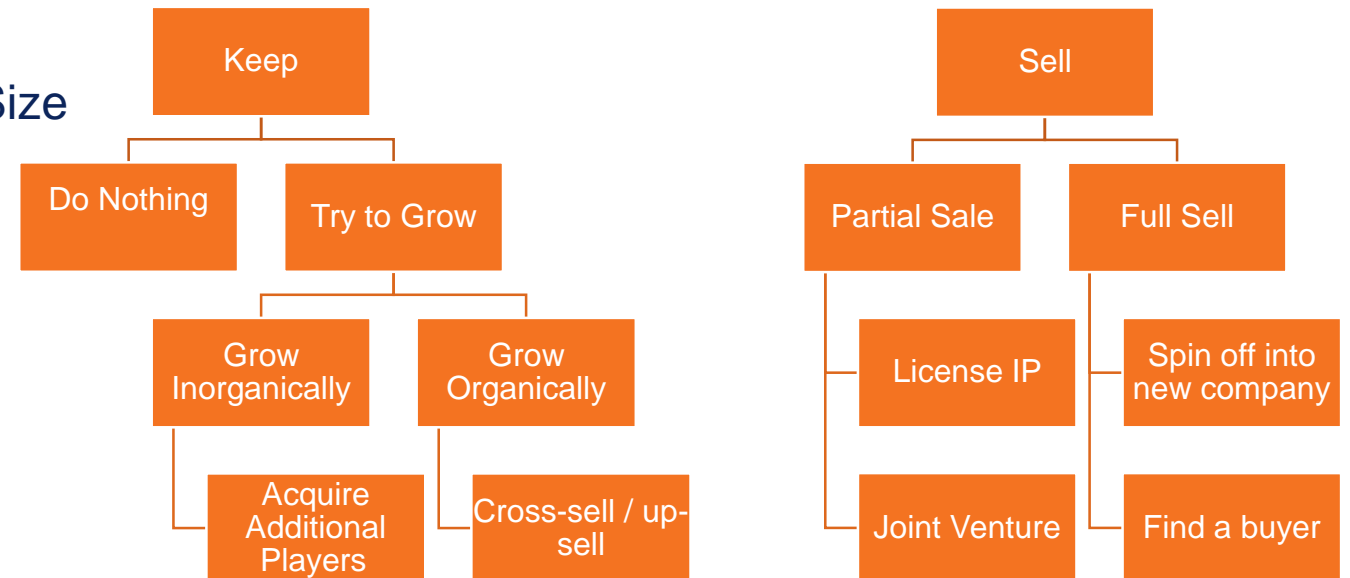 Size
Keep
Sell
Do Nothing
Try to Grow
Partial Sale
Full Sell
Grow
Inorganically
Grow
Organically
License IP
Spin off into
new company
Acquire
Additional
Players
Cross-sell / up-
sell
Joint Venture
Find a buyer